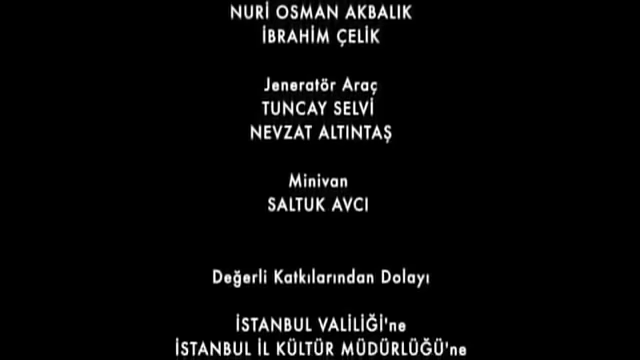 NURİ OSMAN AKBALIK
İBRAHİM ÇELİK
Jeneratör Araç
TUNCAY SELVİ
NEVZAT ALTINTAŞ
Minivan
SALTUK AVCI
Değerli Katkılarından Dolayı
İSTANBUL VALİLİĞİ'ne
İSTANBUL İL KÜLTÜR MÜDÜRLÜĞÜ'ne